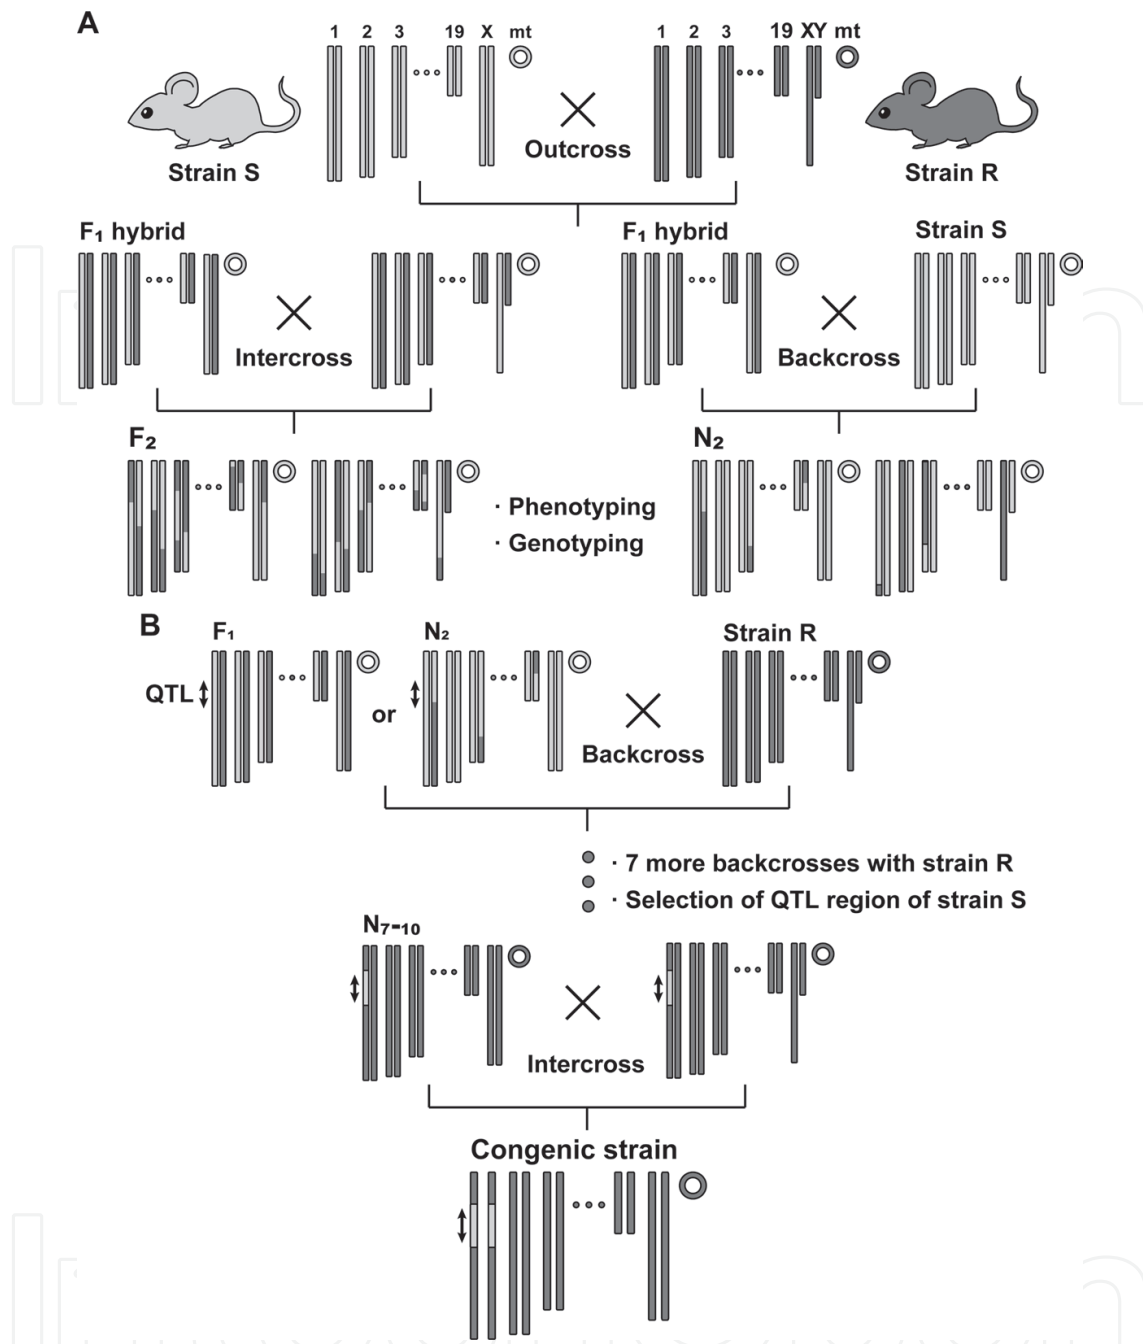 A
1 2 3 19 X mt
1 2 3 19 XY mt
Outcross
Strain S
Strain R
F₁ hybrid
F₁ hybrid
Strain S
Intercross
Backcross
F₂
N₂
· Phenotyping
· Genotyping
B
F₁
N₂
Strain R
QTL
or
Backcross
· 7 more backcrosses with strain R
· Selection of QTL region of strain S
N₇-₁₀
Intercross
Congenic strain